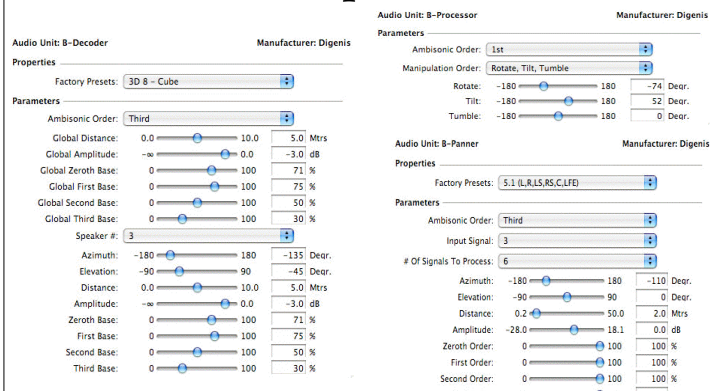 Audio Unit: B-Decoder Manufacturer: Digenis
Properties
Factory Presets: 3D 8 - Cube
Parameters
Ambisonic Order: Third
Global Distance: 0.0 10.0 5.0 Mtrs
Global Amplitude: -∞ 0.0 -3.0 dB
Global Zeroth Base: 0 100 71 %
Global First Base: 0 100 75 %
Global Second Base: 0 100 50 %
Global Third Base: 0 100 30 %
Speaker #: 3
Azimuth: -180 180 -135 Degr.
Elevation: -90 90 -45 Degr.
Distance: 0.0 10.0 5.0 Mtrs
Amplitude: -∞ 0.0 -3.0 dB
Zeroth Base: 0 100 71 %
First Base: 0 100 75 %
Second Base: 0 100 50 %
Third Base: 0 100 30 %
Audio Unit: B-Processor Manufacturer: Digenis
Parameters
Ambisonic Order: 1st
Manipulation Order: Rotate, Tilt, Tumble
Rotate: -180 180 -74 Degr.
Tilt: -180 180 52 Degr.
Tumble: -180 180 0 Degr.
Audio Unit: B-Panner Manufacturer: Digenis
Properties
Factory Presets: 5.1 (L,R,LS,RS,C,LFE)
Parameters
Ambisonic Order: Third
Input Signal: 3
# Of Signals To Process: 6
Azimuth: -180 180 -110 Degr.
Elevation: -90 90 0 Degr.
Distance: 0.2 50.0 2.0 Mtrs
Amplitude: -28.0 18.1 0.0 dB
Zeroth Order: 0 100 100 %
First Order: 0 100 100 %
Second Order: 0 100 100 %